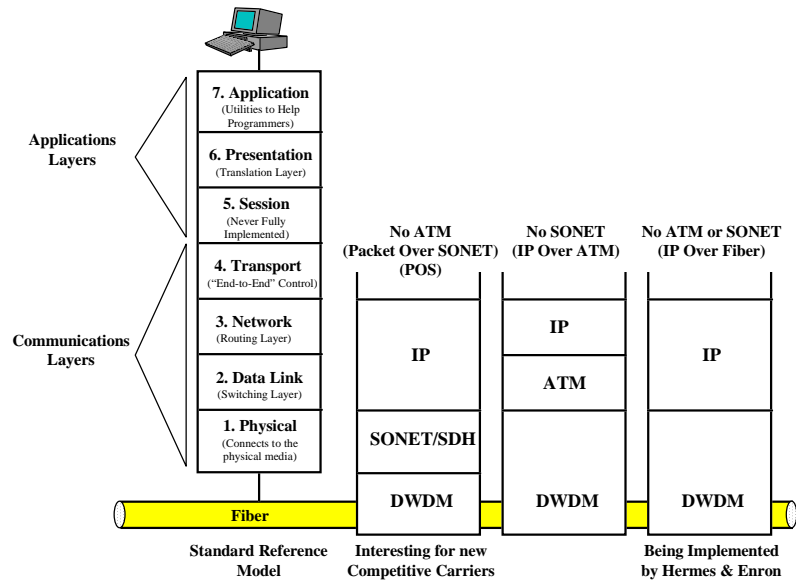 7. Application
(Utilities to Help
Programmers)
Applications
Layers
6. Presentation
(Translation Layer)
5. Session
(Never Fully
Implemented)
4. Transport
("End-to-End" Control)
3. Network
(Routing Layer)
Communications
Layers
2. Data Link
(Switching Layer)
1. Physical
(Connects to the
physical media)
No ATM
(Packet Over SONET)
(POS)
IP
SONET/SDH
DWDM
No SONET
(IP Over ATM)
IP
ATM
DWDM
No ATM or SONET
(IP Over Fiber)
IP
DWDM
Fiber
Standard Reference
Model
Interesting for new
Competitive Carriers
Being Implemented
by Hermes & Enron